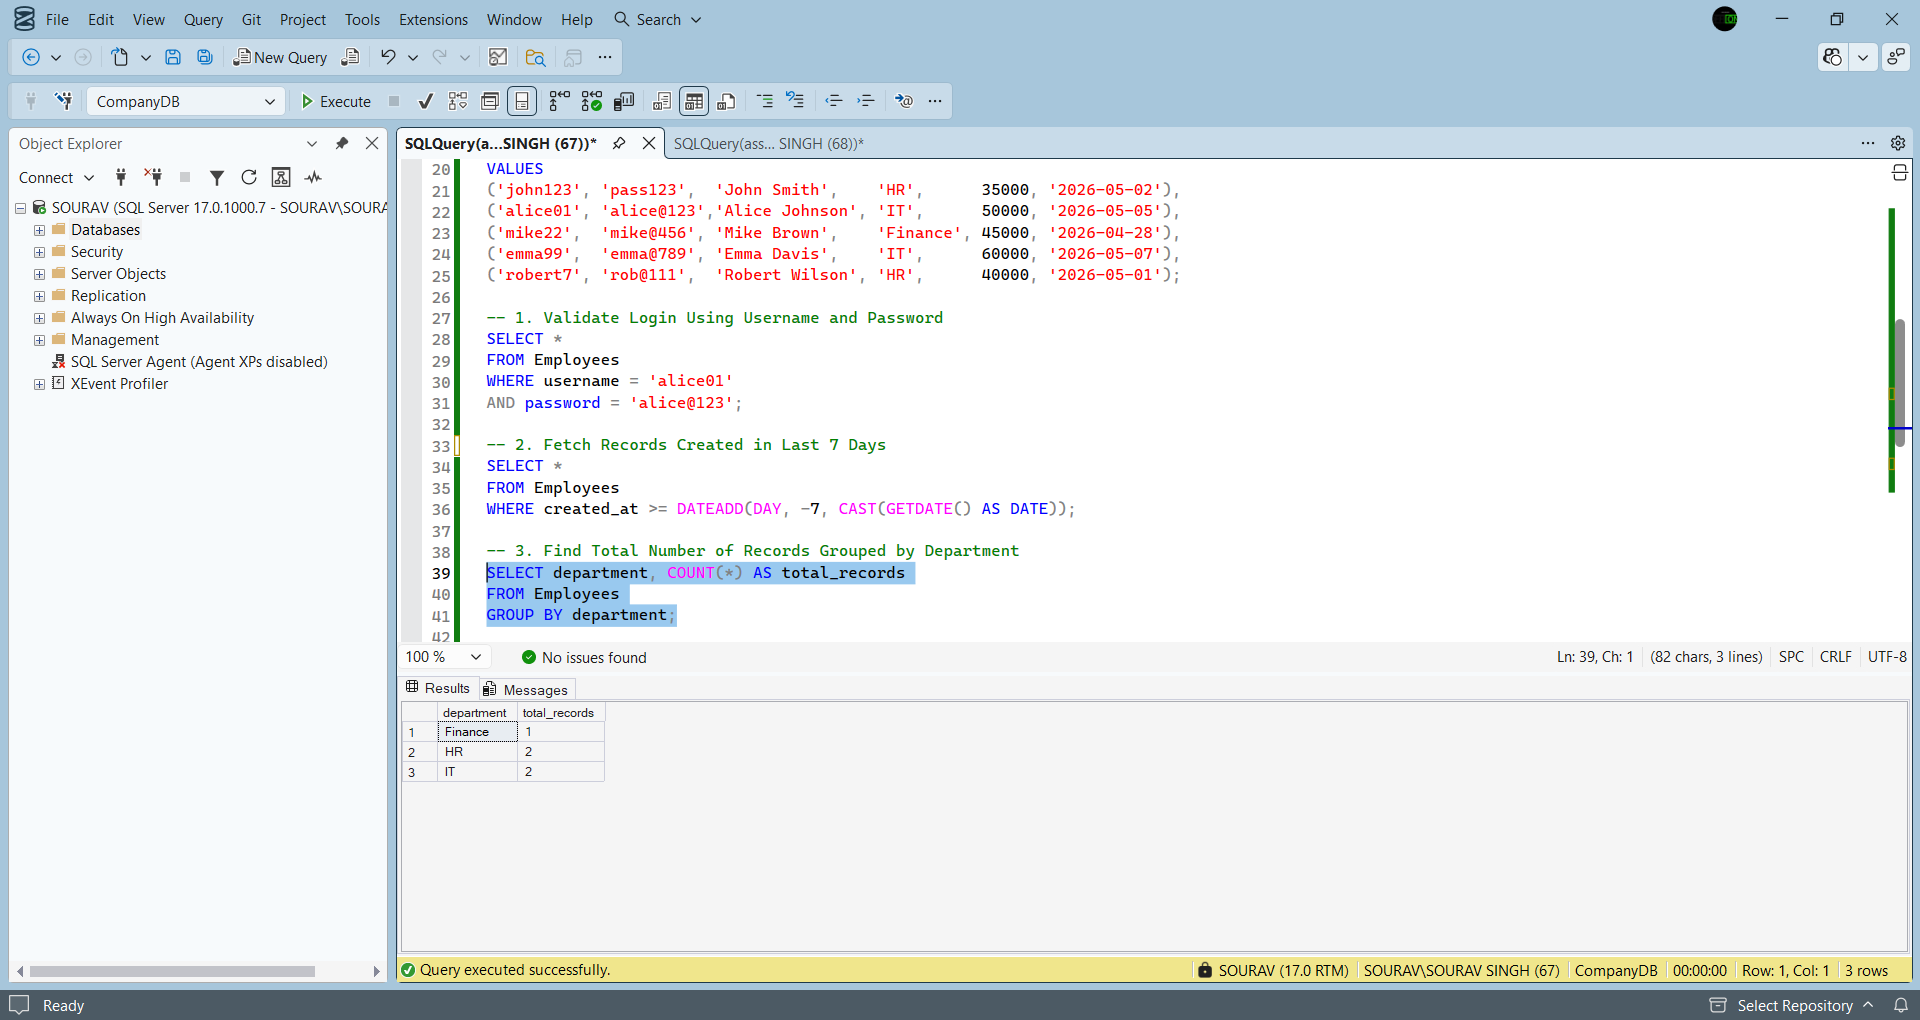 File Edit View Query Git Project Tools Extensions Window Help Search
New Query
CompanyDB Execute
Object Explorer
Connect
SOURAV (SQL Server 17.0.1000.7 - SOURAV\SOURA
Databases
Security
Server Objects
Replication
Always On High Availability
Management
SQL Server Agent (Agent XPs disabled)
XEvent Profiler
SQLQuery(a...SINGH (67))* SQLQuery(ass... SINGH (68))*
20 VALUES
21 ('john123', 'pass123', 'John Smith', 'HR', 35000, '2026-05-02'),
22 ('alice01', 'alice@123','Alice Johnson', 'IT', 50000, '2026-05-05'),
23 ('mike22', 'mike@456', 'Mike Brown', 'Finance', 45000, '2026-04-28'),
24 ('emma99', 'emma@789', 'Emma Davis', 'IT', 60000, '2026-05-07'),
25 ('robert7', 'rob@111', 'Robert Wilson', 'HR', 40000, '2026-05-01');
26
27 -- 1. Validate Login Using Username and Password
28 SELECT *
29 FROM Employees
30 WHERE username = 'alice01'
31 AND password = 'alice@123';
32
33 -- 2. Fetch Records Created in Last 7 Days
34 SELECT *
35 FROM Employees
36 WHERE created_at >= DATEADD(DAY, -7, CAST(GETDATE() AS DATE));
37
38 -- 3. Find Total Number of Records Grouped by Department
39 SELECT department, COUNT(*) AS total_records
40 FROM Employees
41 GROUP BY department;
42
100 % No issues found Ln: 39, Ch: 1 (82 chars, 3 lines) SPC CRLF UTF-8
Results Messages
department total_records
1 Finance 1
2 HR 2
3 IT 2
Query executed successfully. SOURAV (17.0 RTM) SOURAV\SOURAV SINGH (67) CompanyDB 00:00:00 Row: 1, Col: 1 3 rows
Ready Select Repository